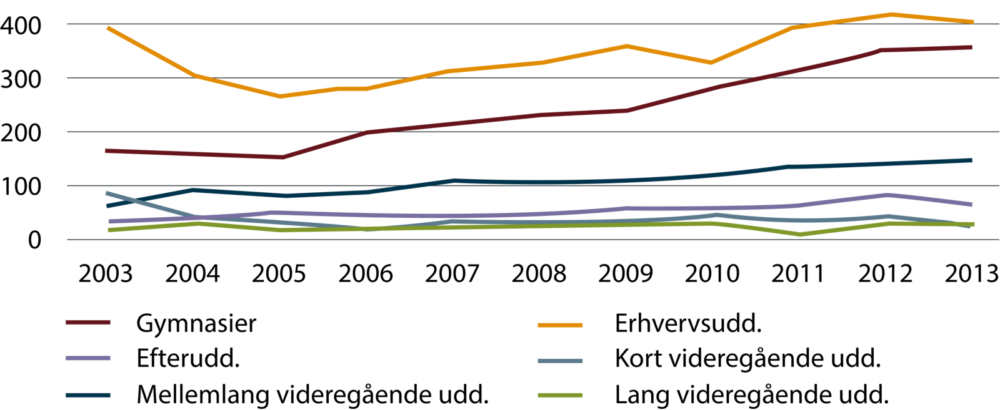 400
300
200
100
0
2003 2004 2005 2006 2007 2008 2009 2010 2011 2012 2013
Gymnasier Erhvervsudd.
Efterudd. Kort videregående udd.
Mellemlang videregående udd. Lang videregående udd.